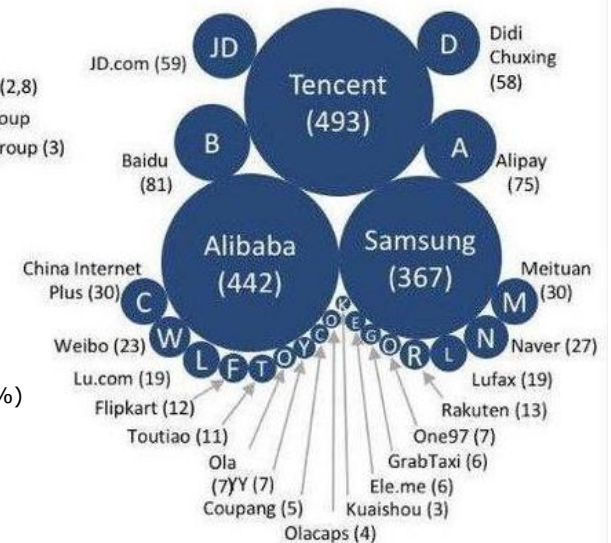 JD
JD.com (59)
D
Didi
Chuxing
(58)
Tencent
(493)
(2,8)
oup
roup (3)
B
Baidu
(81)
A
Alipay
(75)
Alibaba
(442)
Samsung
(367)
China Internet
Plus (30)
C
Meituan
(30)
M
Weibo (23)
W
N
Naver (27)
Lu.com (19)
L
F
T
O
Y
C
O
K
E
G
O
R
L
Lufax (19)
%)
Flipkart (12)
Rakuten (13)
Toutiao (11)
One97 (7)
Ola
(7)
YY (7)
GrabTaxi (6)
Ele.me (6)
Coupang (5)
Kuaishou (3)
Olacaps (4)